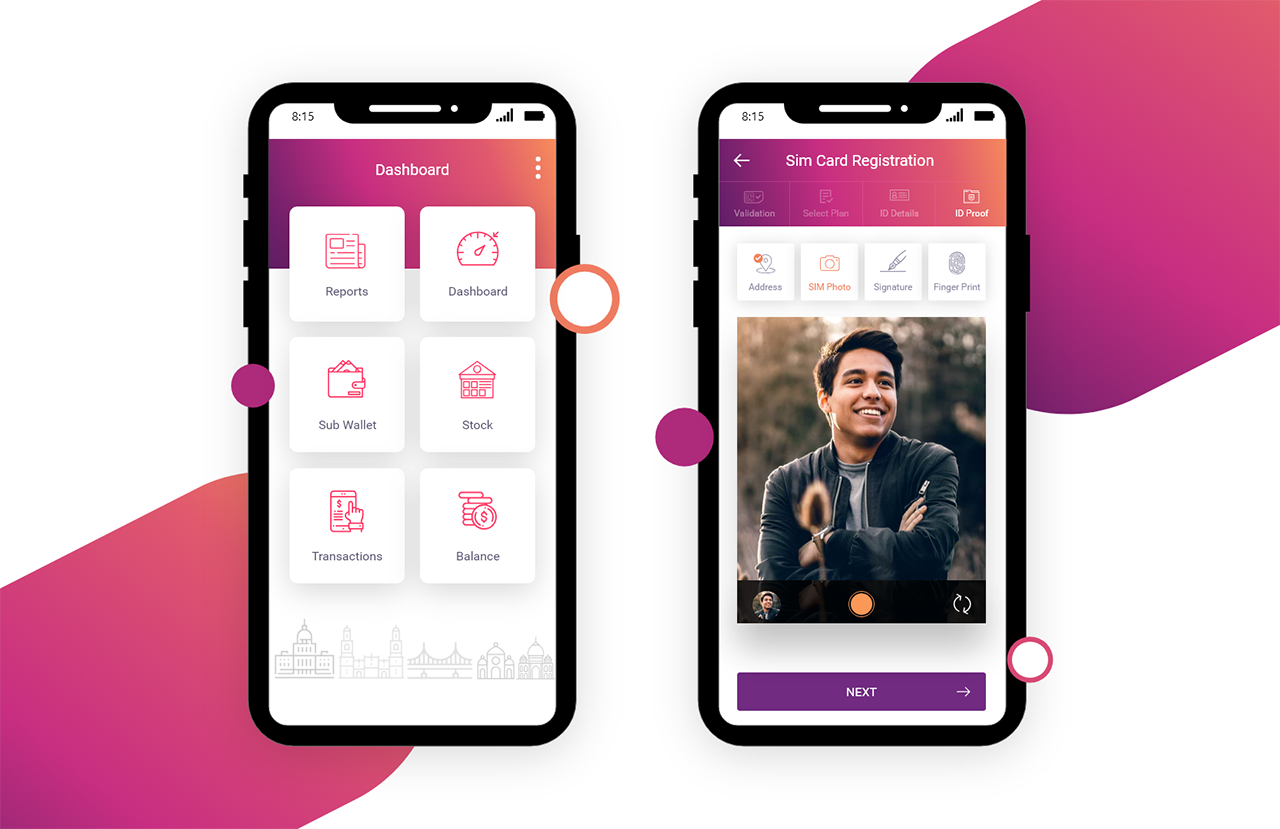 8:15
Dashboard
Reports
Dashboard
Sub Wallet
Stock
$
Transactions
$
Balance
8:15
Sim Card Registration
Validation
Select Plan
ID Details
ID Proof
Address
SIM Photo
Signature
Finger Print
NEXT